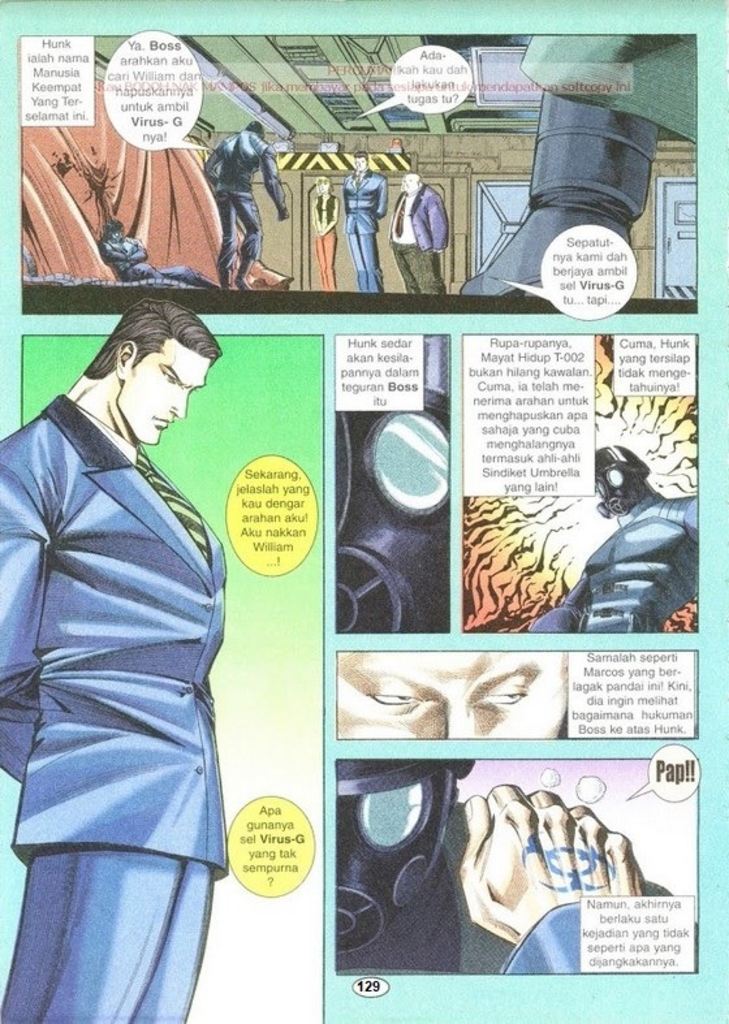 Hunk
ialah nama
Manusia
Keempat
Yang Ter-
selamat ini.
Ya. Boss
arahkan aku
cari William dan
hapuskannya
untuk ambil
Virus- G
nya!
Ada-
kah kau dah
lakukan
tugas tu?
Sepatut-
nya kami dah
berjaya ambil
sel Virus-G
tu... tapi....
Sekarang,
jelaslah yang
kau dengar
arahan aku!
Aku nakkan
William
...!
Apa
gunanya
sel Virus-G
yang tak
sempurna
?
Hunk sedar
akan kesila-
pannya dalam
teguran Boss
itu
Rupa-rupanya,
Mayat Hidup T-002
bukan hilang kawalan.
Cuma, ia telah me-
nerima arahan untuk
menghapuskan apa
sahaja yang cuba
menghalangnya
termasuk ahli-ahli
Sindiket Umbrella
yang lain!
Cuma, Hunk
yang tersilap
tidak menge-
tahuinya!
Samalah seperti
Marcos yang ber-
lagak pandai ini! Kini,
dia ingin melihat
bagaimana hukuman
Boss ke atas Hunk.
Pap!!
Namun, akhirnya
berlaku satu
kejadian yang tidak
seperti apa yang
dijangkakannya.
129